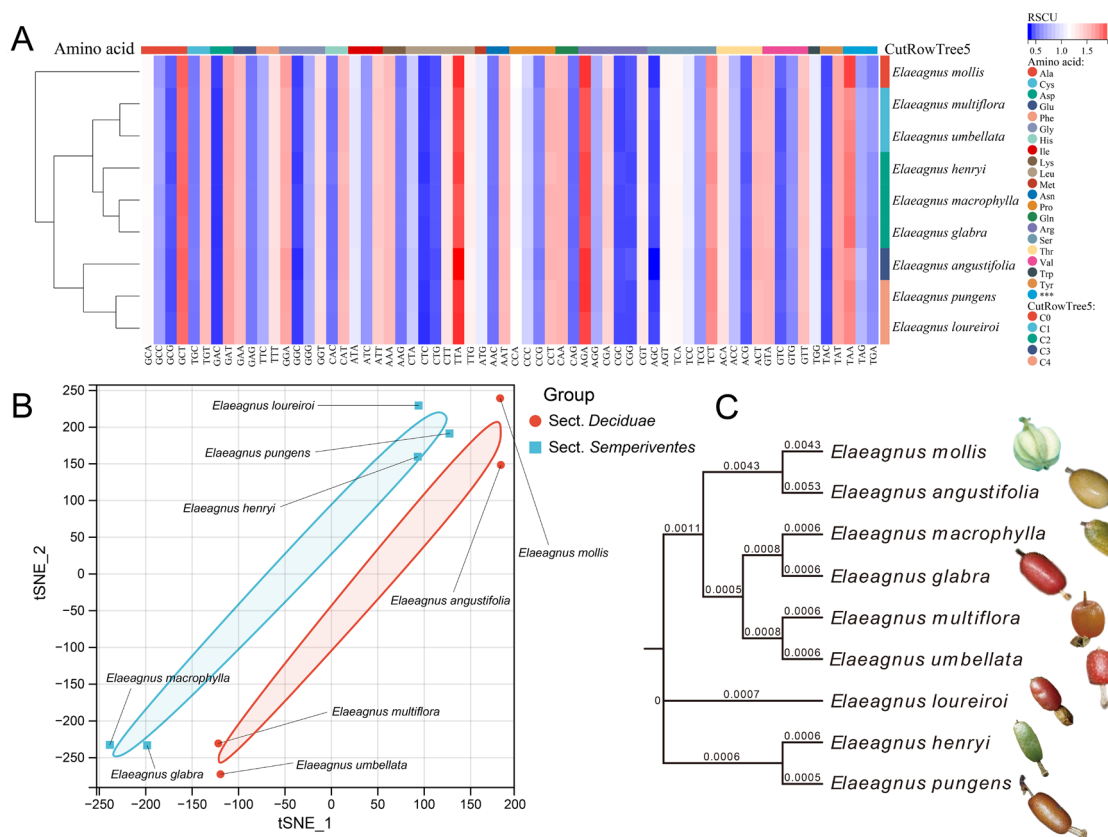 A
Amino acid
CutRowTree5
Elaeagnus mollis
Elaeagnus multiflora
Elaeagnus umbellata
Elaeagnus henryi
Elaeagnus macrophylla
Elaeagnus glabra
Elaeagnus angustifolia
Elaeagnus pungens
Elaeagnus loureiroi
GCA GCC GCG GCT TGC TGT GAC GAT GAA GAG TTC TTT GGA GGC GGG GGT CAC CAT ATA ATC ATT AAA AAG CTA CTC CTG CTT TTA TTG ATG AAC AAT CCA CCC CCG CCT CAA CAG AGA AGG CGA CGC CGG CGT AGC AGT TCA TCC TCG TCT ACA ACC ACG ACT GTA GTC GTG GTT TGG TAC TAT TAA TAG TGA
RSCU
0.5 1.0 1.5
Amino acid:
Ala
Cys
Asp
Glu
Phe
Gly
His
Ile
Lys
Leu
Met
Asn
Pro
Gln
Arg
Ser
Thr
Val
Trp
Tyr
***
CutRowTree5:
C0
C1
C2
C3
C4
B
tSNE_2
250
200
150
100
50
0
−50
−100
−150
−200
−250
−250 −200 −150 −100 −50 0 50 100 150 200
tSNE_1
Elaeagnus loureiroi
Elaeagnus pungens
Elaeagnus henryi
Elaeagnus mollis
Elaeagnus angustifolia
Elaeagnus macrophylla
Elaeagnus multiflora
Elaeagnus glabra
Elaeagnus umbellata
Group
Sect. Deciduae
Sect. Semperiventes
C
0.0043
Elaeagnus mollis
0.0043
0.0053
Elaeagnus angustifolia
0.0011
0.0006
Elaeagnus macrophylla
0.0008
0.0006
Elaeagnus glabra
0.0005
0.0006
Elaeagnus multiflora
0.0008
0.0006
Elaeagnus umbellata
0
0.0007
Elaeagnus loureiroi
0.0006
Elaeagnus henryi
0.0006
0.0005
Elaeagnus pungens